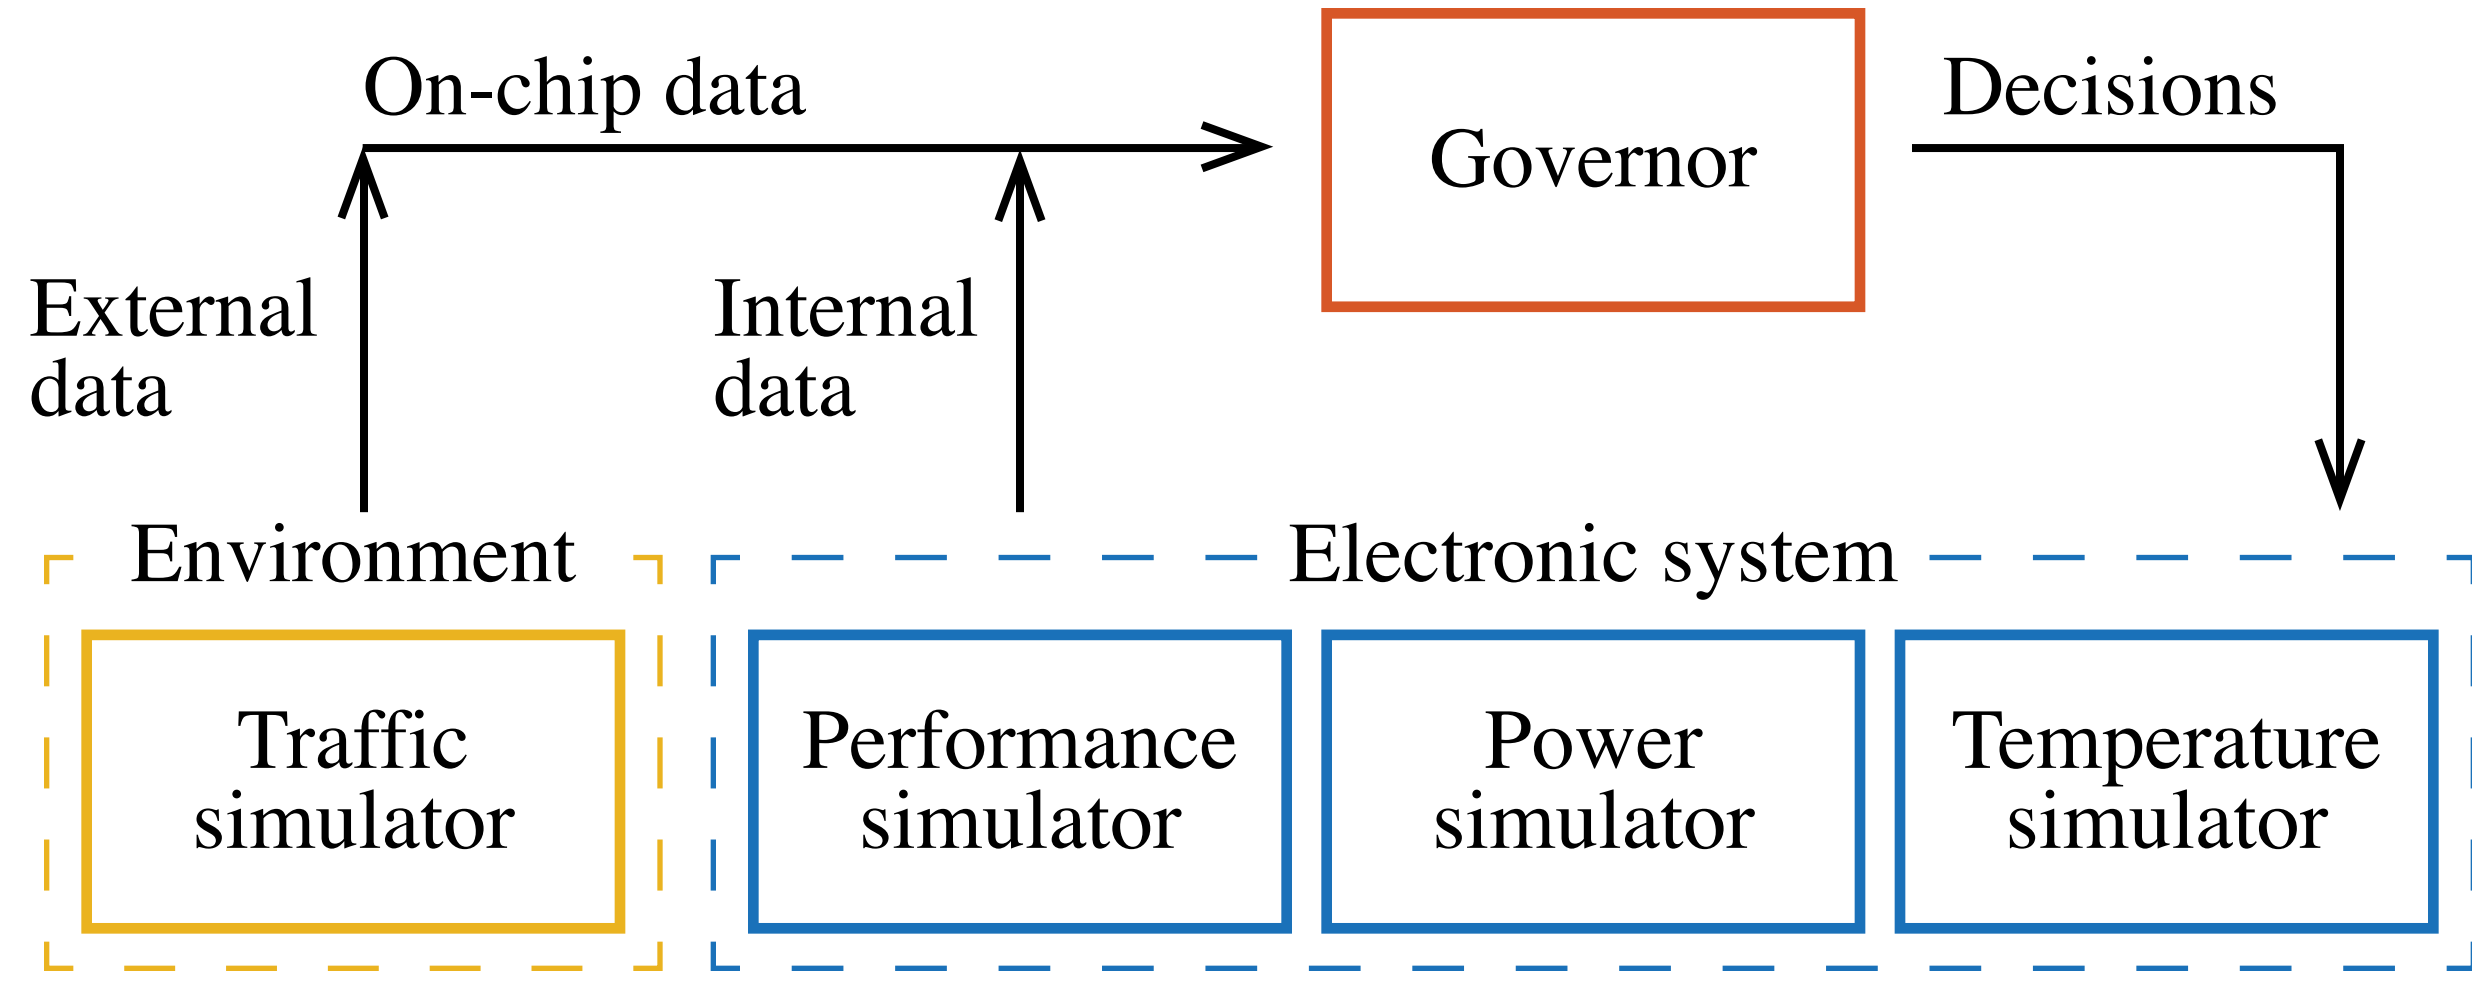 On-chip data
Governor
Decisions
External
data
Internal
data
Environment
Electronic system
Traffic
simulator
Performance
simulator
Power
simulator
Temperature
simulator